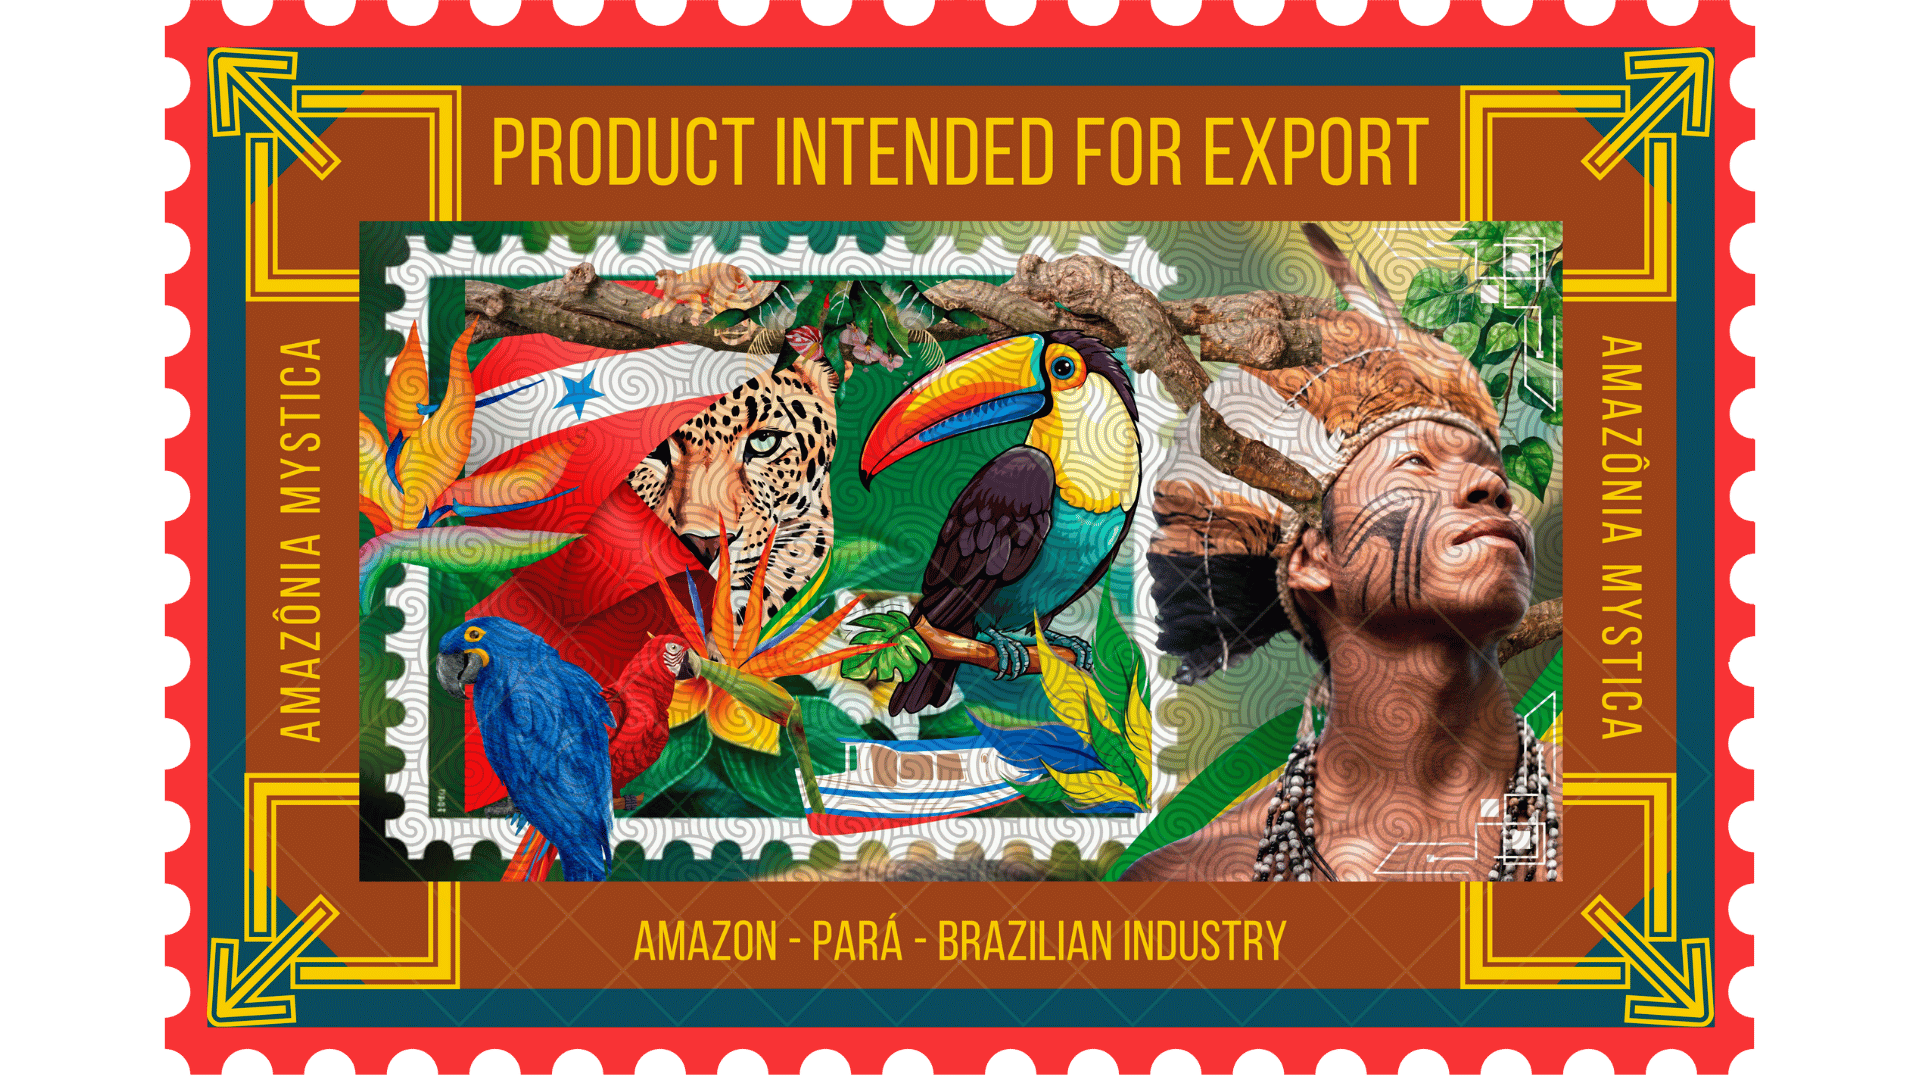 PRODUCT INTENDED FOR EXPORT
AMAZÔNIA MYSTICA
AMAZÔNIA MYSTICA
AMAZON - PARÁ - BRAZILIAN INDUSTRY